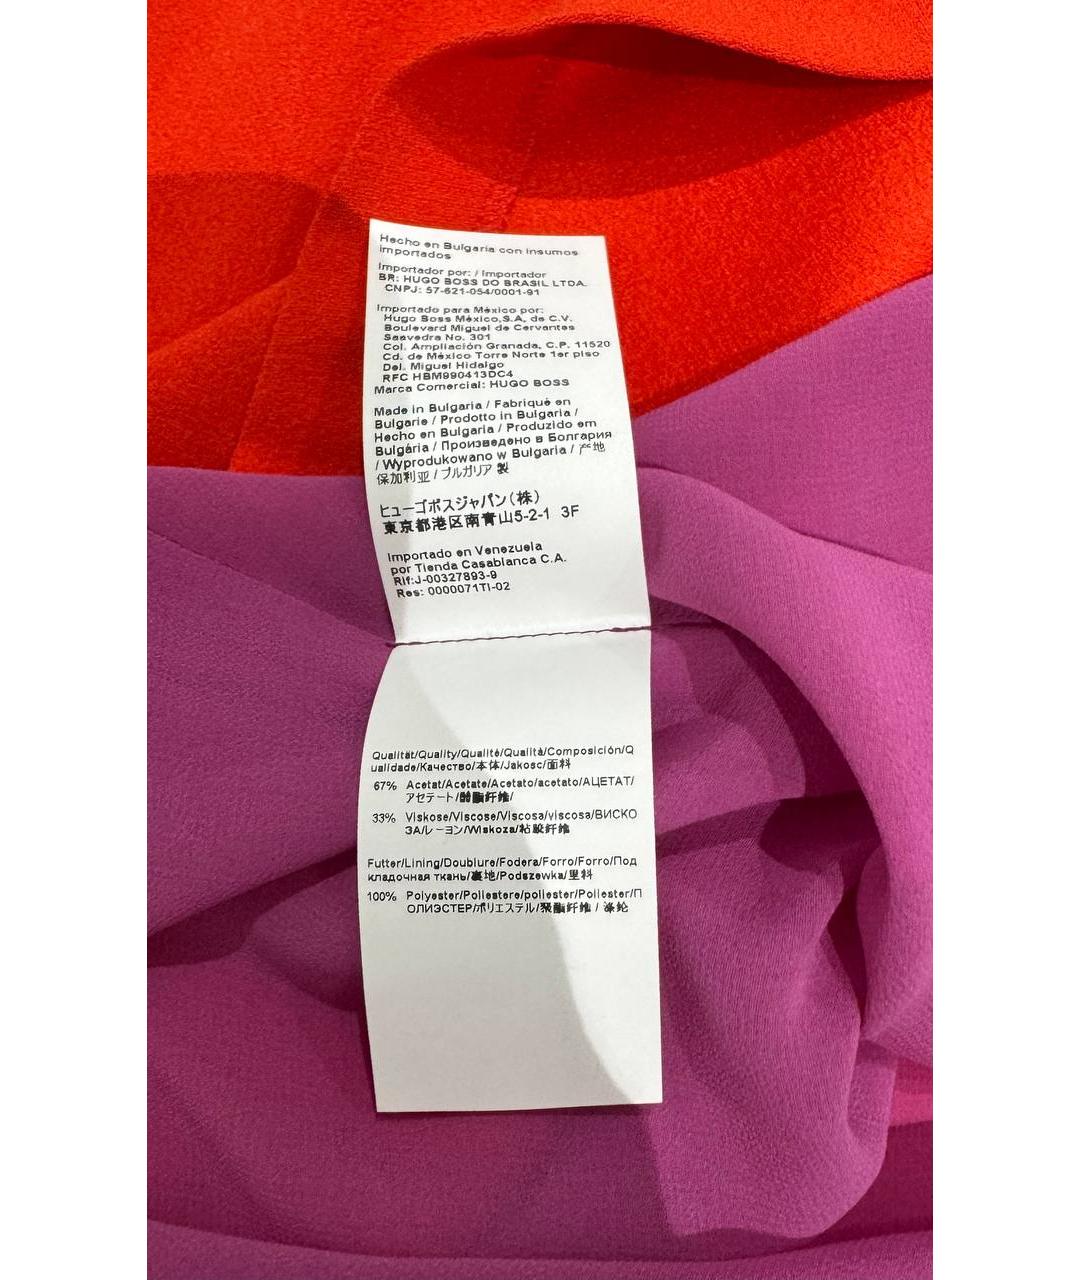 Hecho en Bulgaria con insumos
importados
Importador por: / Importador
BR: HUGO BOSS DO BRASIL LTDA.
CNPJ: 57-621-054/0001-91
Importado para México por:
Hugo Boss México,S.A. de C.V.
Boulevard Miguel de Cervantes
Saavedra No. 301
Col. Ampliación Granada, C.P. 11520
Cd. de México Torre Norte 1er piso
Del. Miguel Hidalgo
RFC HBM990413DC4
Marca Comercial: HUGO BOSS
Made in Bulgaria / Fabriqué en
Bulgarie / Prodotto in Bulgaria /
Hecho en Bulgaria / Produzido em
Bulgária / Произведено в Болгария
/ Wyprodukowano w Bulgaria / 产地
保加利亚 / ブルガリア 製
ヒューゴボスジャパン(株)
東京都港区南青山5-2-1 3F
Importado en Venezuela
por Tienda Casablanca C.A.
Rif:J-00327893-9
Res: 0000071TI-02
Qualität/Quality/Qualité/Qualità/Composición/Q
ualidade/Качество/本体/Jakosc/面料
67% Acetat/Acetate/Acetato/acetato/АЦЕТАТ/
アセテート/醋酯纤维/
33% Viskose/Viscose/Viscosa/viscosa/ВИСКО
ЗА/レーヨン/Wiskoza/粘胶纤维
Futter/Lining/Doublure/Fodera/Forro/Forro/Под
кладочная ткань/裏地/Podszewka/里料
100% Polyester/Poliestere/poliester/Poliester/П
ОЛИЭСТЕР/ポリエステル/聚酯纤维 / 涤纶